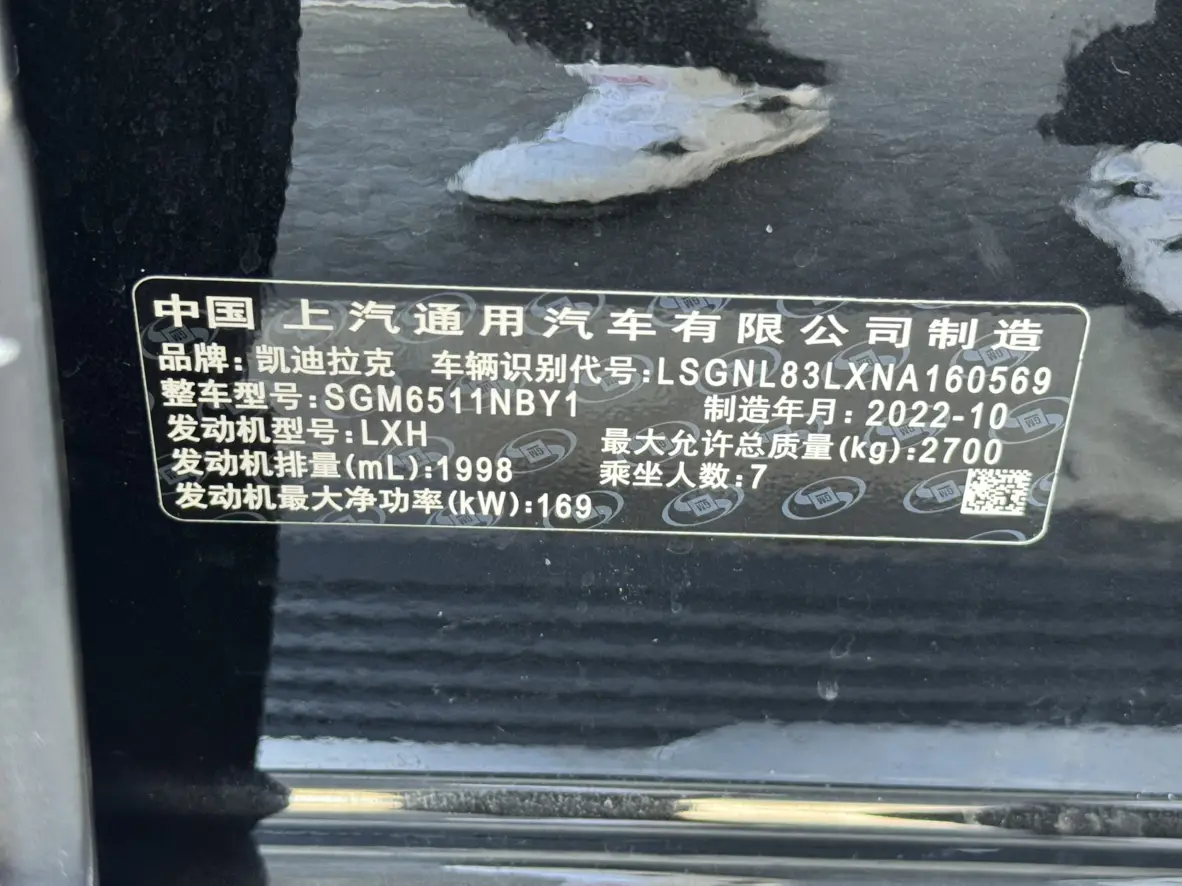 中国 上汽通用汽车有限公司制造
品牌:凯迪拉克 车辆识别代号:LSGNL83LXNA160569
整车型号:SGM6511NBY1 制造年月:2022-10
发动机型号:LXH 最大允许总质量(kg):2700
发动机排量(mL):1998 乘坐人数:7
发动机最大净功率(kW):169